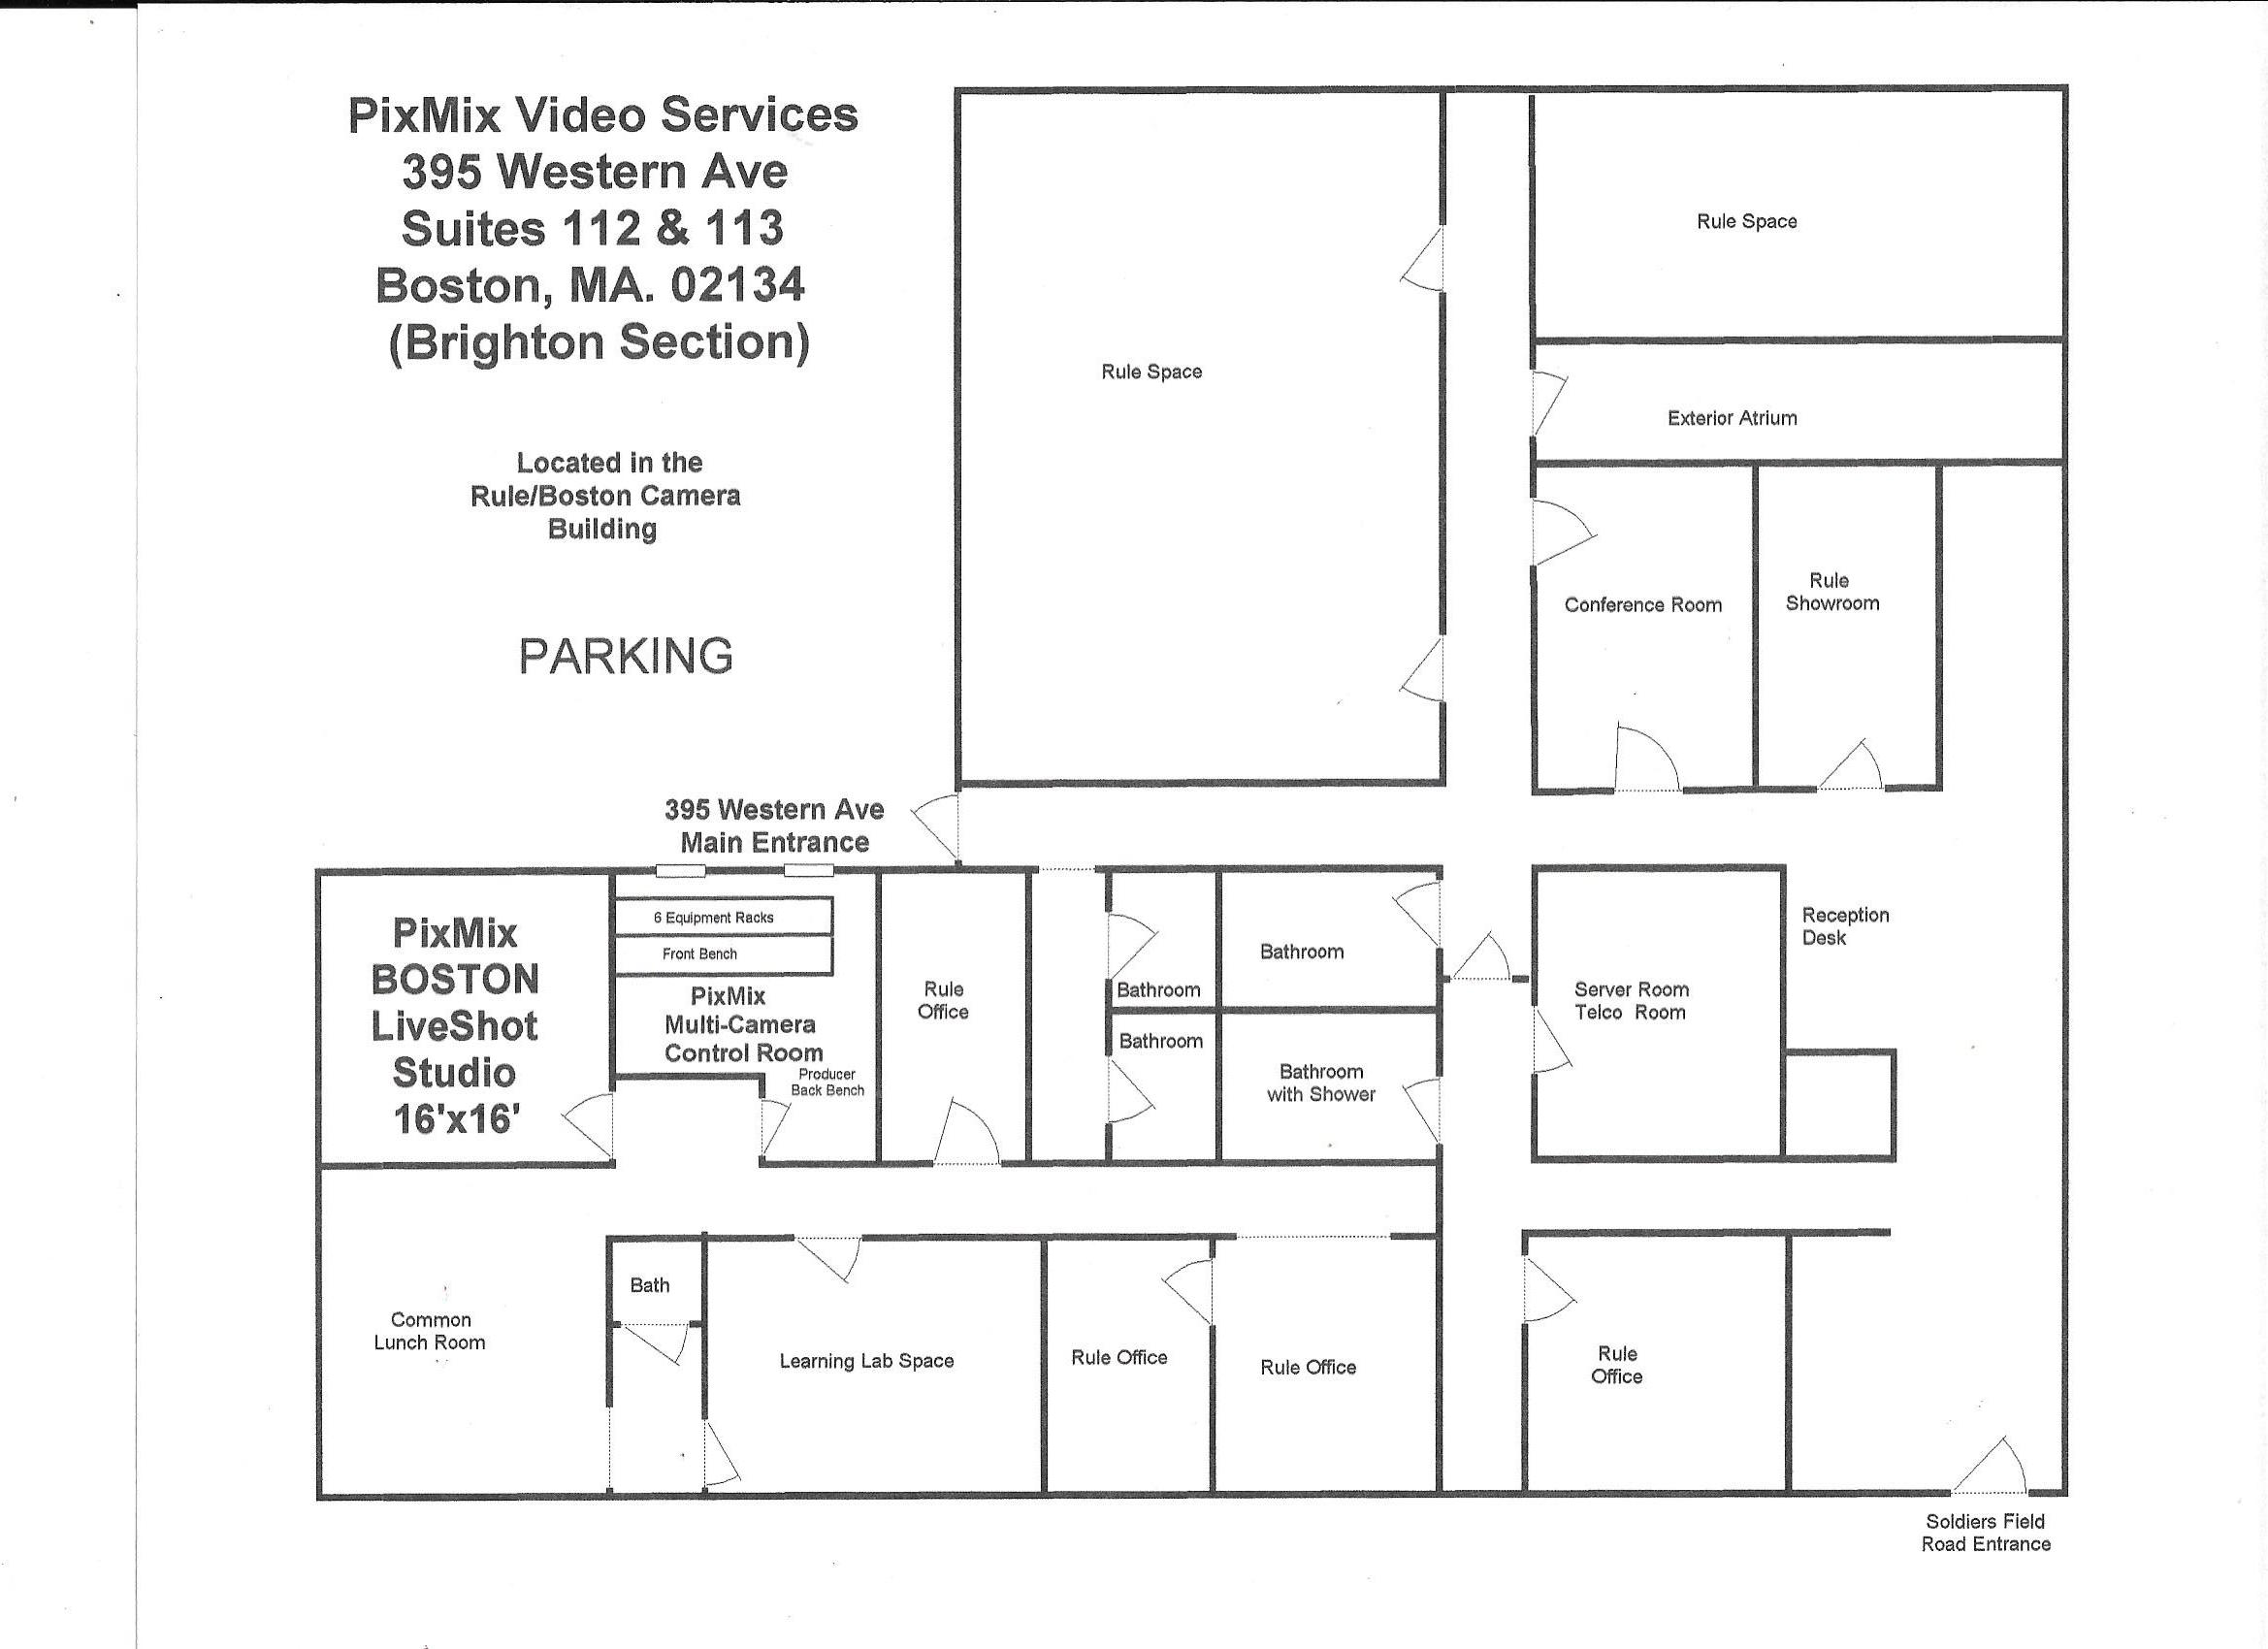 PixMix Video Services
395 Western Ave
Suites 112 & 113
Boston, MA. 02134
(Brighton Section)
Located in the
Rule/Boston Camera
Building
PARKING
395 Western Ave
Main Entrance
Rule Space
Rule Space
Exterior Atrium
Conference Room
Rule
Showroom
PixMix
BOSTON
LiveShot
Studio
16'x16'
6 Equipment Racks
Front Bench
PixMix
Multi-Camera
Control Room
Producer
Back Bench
Rule
Office
Bathroom
Bathroom
Bathroom
Bathroom
with Shower
Server Room
Telco Room
Reception
Desk
Common
Lunch Room
Bath
Learning Lab Space
Rule Office
Rule Office
Rule
Office
Soldiers Field
Road Entrance